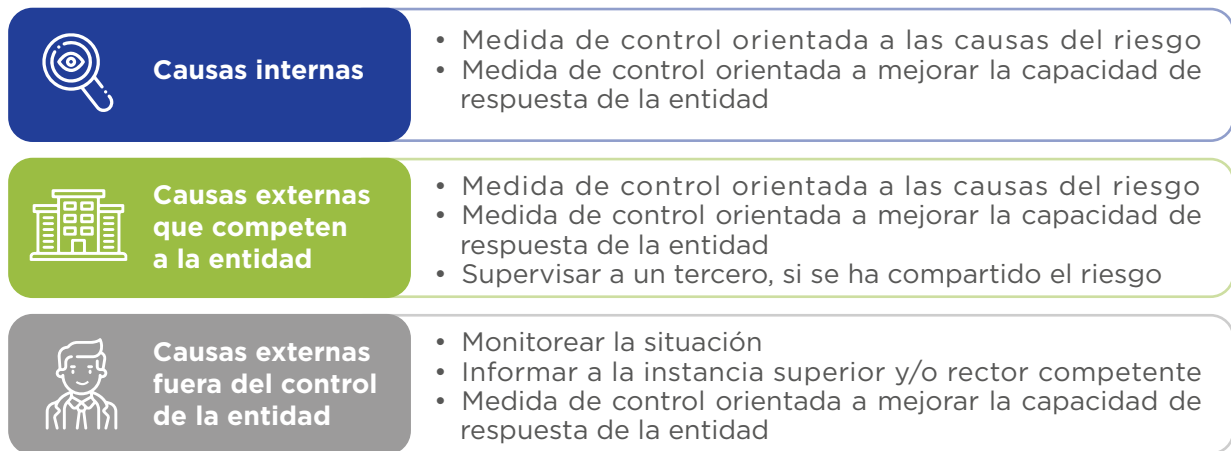 Causas internas
• Medida de control orientada a las causas del riesgo
• Medida de control orientada a mejorar la capacidad de
respuesta de la entidad
Causas externas
que competen
a la entidad
• Medida de control orientada a las causas del riesgo
• Medida de control orientada a mejorar la capacidad de
respuesta de la entidad
• Supervisar a un tercero, si se ha compartido el riesgo
Causas externas
fuera del control
de la entidad
• Monitorear la situación
• Informar a la instancia superior y/o rector competente
• Medida de control orientada a mejorar la capacidad de
respuesta de la entidad